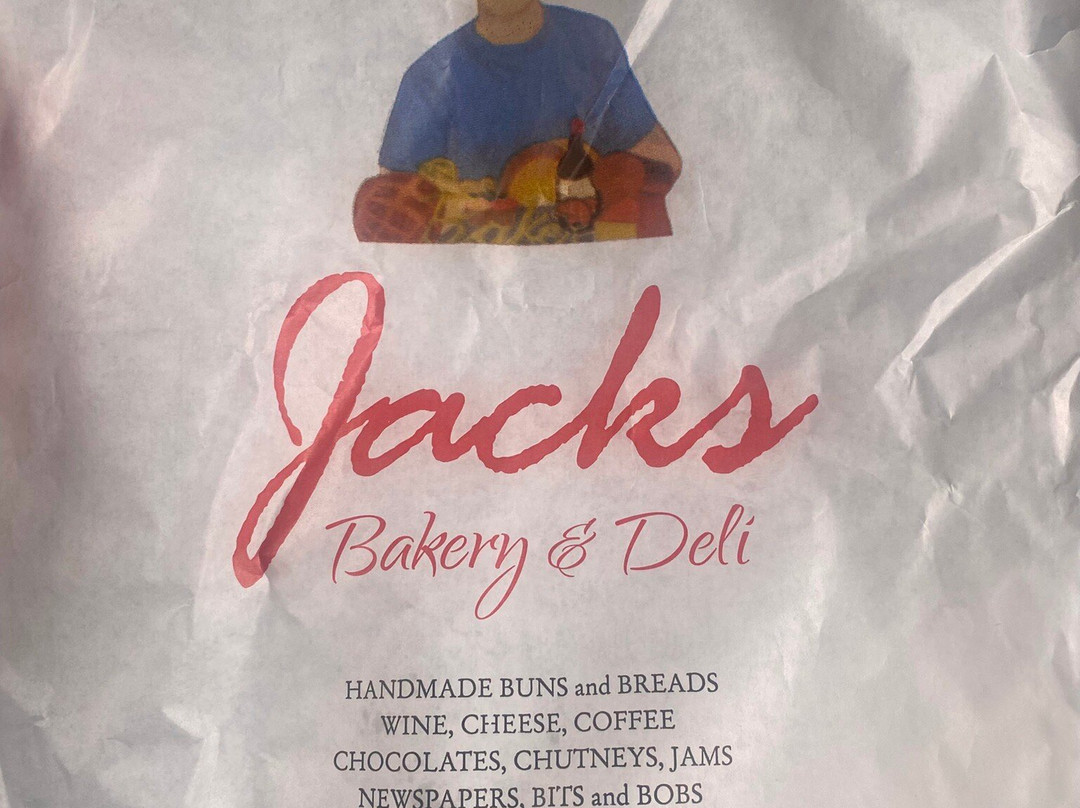 Jacks
Bakery & Deli
HANDMADE BUNS and BREADS
WINE, CHEESE, COFFEE
CHOCOLATES, CHUTNEYS, JAMS
NEWSPAPERS, BITS and BOBS